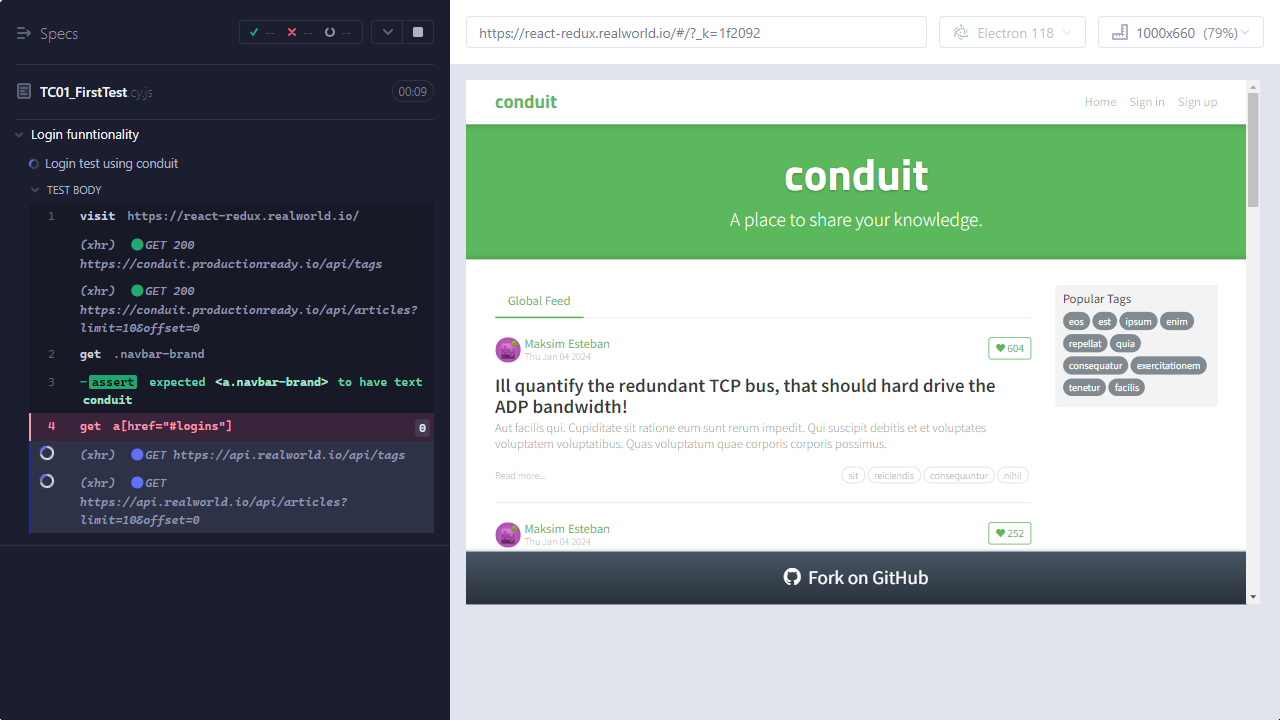 Specs
-- -- --
TC01_FirstTest.cy.js
00:09
Login funntionality
Login test using conduit
TEST BODY
1 visit https://react-redux.realworld.io/
(xhr) GET 200
https://conduit.productionready.io/api/tags
(xhr) GET 200
https://conduit.productionready.io/api/articles?
limit=10&offset=0
2 get .navbar-brand
3 -assert expected <a.navbar-brand> to have text
conduit
4 get a[href="#logins"] 0
(xhr) GET https://api.realworld.io/api/tags
(xhr) GET
https://api.realworld.io/api/articles?
limit=10&offset=0
https://react-redux.realworld.io/#/?_k=1f2092
Electron 118
1000x660 (79%)
conduit
Home Sign in Sign up
conduit
A place to share your knowledge.
Global Feed
Maksim Esteban
Thu Jan 04 2024
604
Ill quantify the redundant TCP bus, that should hard drive the
ADP bandwidth!
Aut facilis qui. Cupiditate sit ratione eum sunt rerum impedit. Qui suscipit debitis et et voluptates
voluptatem voluptatibus. Quas voluptatum quae corporis corporis possimus.
Read more...
sit reiciendis consequuntur nihil
Maksim Esteban
Thu Jan 04 2024
252
Popular Tags
eos est ipsum enim
repellat quia
consequatur exercitationem
tenetur facilis
Fork on GitHub